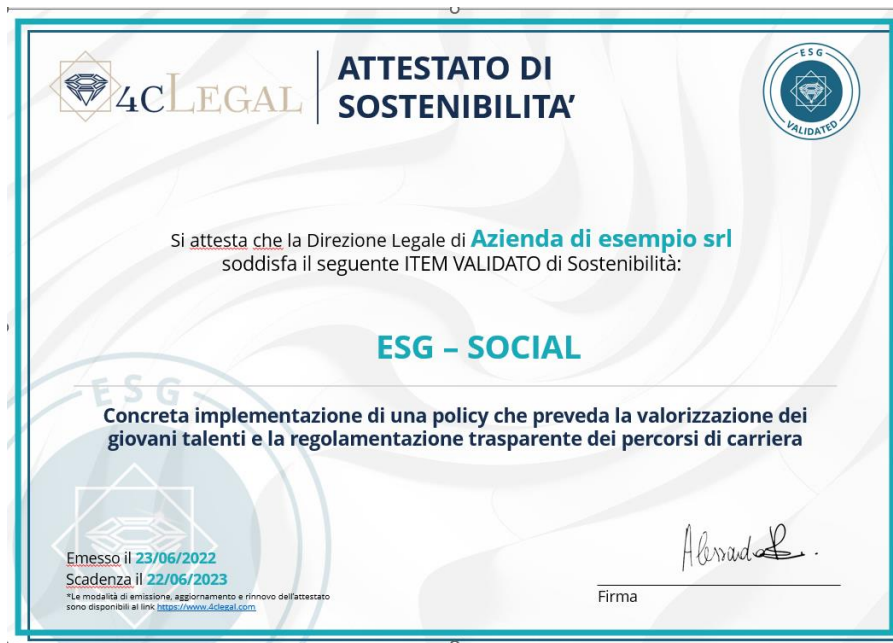 4CLEGAL
ATTESTATO DI
SOSTENIBILITA’
ESG
VALIDATED
Si attesta che la Direzione Legale di Azienda di esempio srl
soddisfa il seguente ITEM VALIDATO di Sostenibilità:
ESG – SOCIAL
ESG
Concreta implementazione di una policy che preveda la valorizzazione dei
giovani talenti e la regolamentazione trasparente dei percorsi di carriera
Emesso il 23/06/2022
Scadenza il 22/06/2023
*Le modalità di emissione, aggiornamento e rinnovo dell'attestato
sono disponibili al link https://www.4clegal.com
Firma